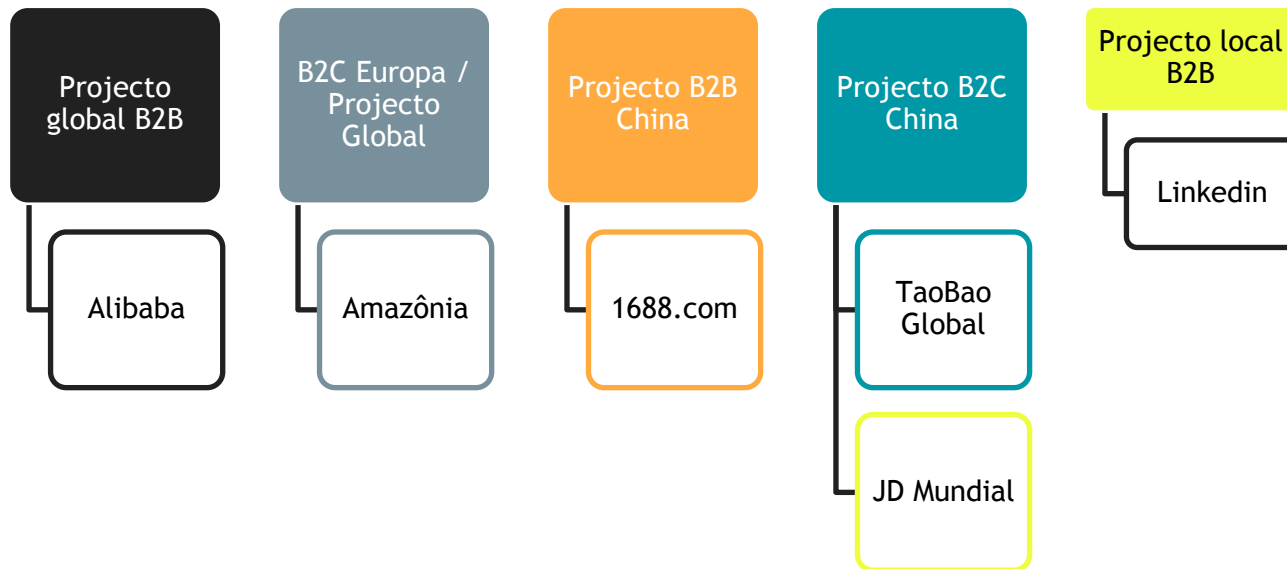 Projecto
global B2B
Alibaba
B2C Europa /
Projecto
Global
Amazônia
Projecto B2B
China
1688.com
Projecto B2C
China
TaoBao
Global
JD Mundial
Projecto local
B2B
Linkedin